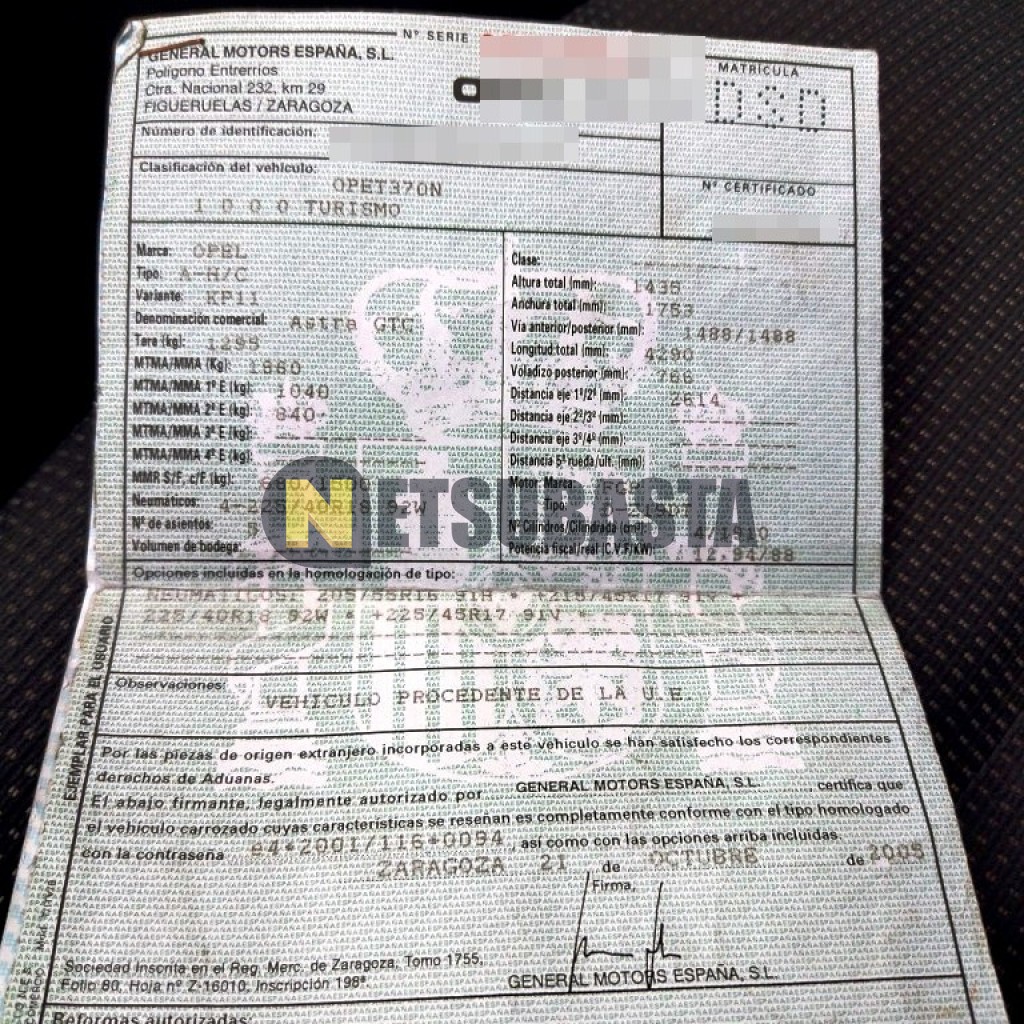 Nº SERIE
GENERAL MOTORS ESPAÑA, S.L.
Polígono Entrerríos
Ctra. Nacional 232, km 29
FIGUERUELAS / ZARAGOZA
MATRÍCULA
Número de identificación:
Clasificación del vehículo:
OPET370N
1 0 0 0 TURISMO
Nº CERTIFICADO
Marca: OPEL
Tipo: A-H/C
Variante: KP11
Denominación comercial: Astra GTC
Tara (kg): 1295
MTMA/MMA (Kg): 1860
MTMA/MMA 1º E (kg): 1040
MTMA/MMA 2º E (kg): 840
MTMA/MMA 3º E (kg):
MTMA/MMA 4º E (kg):
MMR S/F, c/F (kg):
Neumáticos: 4-225/40R18 92W
Nº de asientos:
Volumen de bodega:
Clase:
Altura total (mm): 1435
Anchura total (mm): 1753
Vía anterior/posterior (mm): 1488/1488
Longitud total (mm): 4290
Voladizo posterior (mm): 766
Distancia eje 1º/2º (mm): 2614
Distancia eje 2º/3º (mm):
Distancia eje 3º/4º (mm):
Distancia 5ª rueda/ult. (mm):
Motor Marca:
Tipo:
Nº Cilindros/Cilindrada (cm³):
Potencia fiscal/real (C.V.F/KW): 12,94/88
NETSUBASTA
Opciones incluidas en la homologación de tipo:
NEUMATICOS: 205/55R16 91H * +215/45R17 91V *
225/40R18 92W * +225/45R17 91V *
Observaciones:
VEHICULO PROCEDENTE DE LA U.E.
EJEMPLAR PARA EL USUARIO
Por las piezas de origen extranjero incorporadas a este vehículo se han satisfecho los correspondientes
derechos de Aduanas.
El abajo firmante, legalmente autorizado por GENERAL MOTORS ESPAÑA, S.L. , certifica que
el vehículo carrozado cuyas características se reseñan es completamente conforme con el tipo homologado
con la contraseña e4*2001/116*0094, así como con las opciones arriba incluidas.
ZARAGOZA 21 de OCTUBRE de 2005
Firma,
Sociedad Inscrita en el Reg. Merc. de Zaragoza, Tomo 1755,
Folio 80, Hoja nº Z-16010, Inscripción 198ª.
GENERAL MOTORS ESPAÑA, S.L.
Reformas autorizadas: